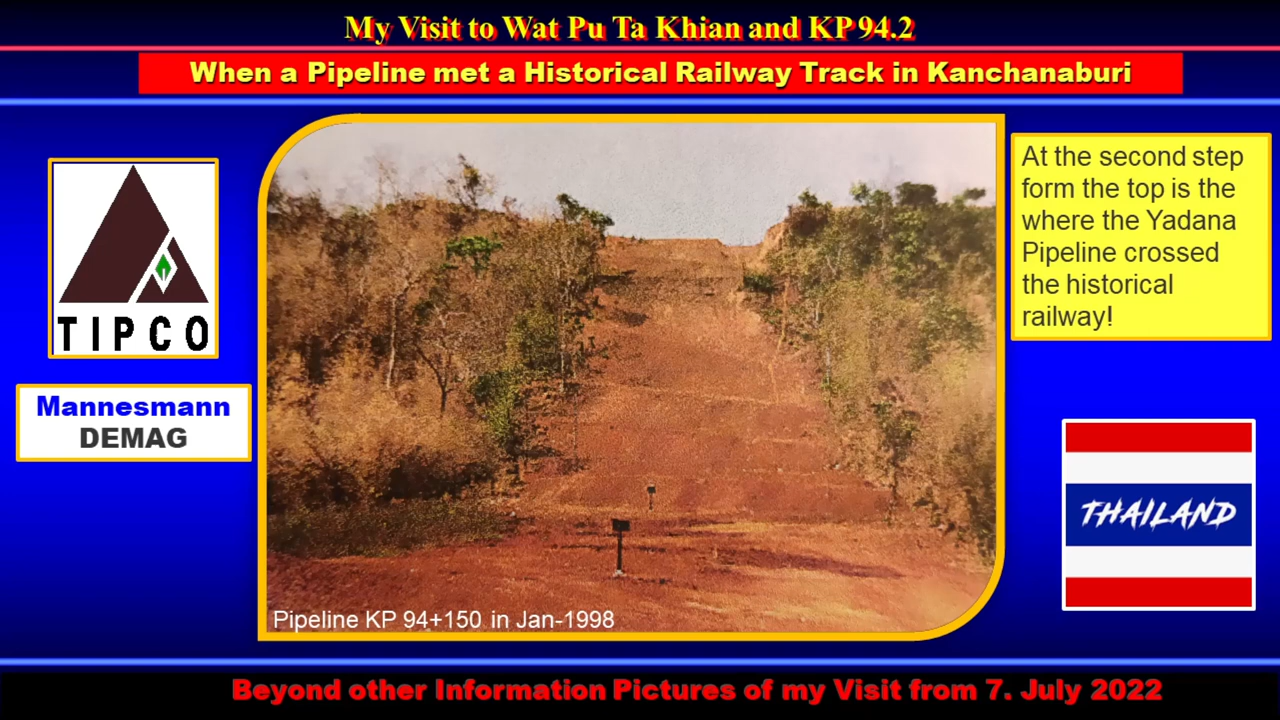 My Visit to Wat Pu Ta Khian and KP 94.2
When a Pipeline met a Historical Railway Track in Kanchanaburi
TIPCO
Mannesmann
DEMAG
At the second step
form the top is the
where the Yadana
Pipeline crossed
the historical
railway!
THAILAND
Pipeline KP 94+150 in Jan-1998
Beyond other Information Pictures of my Visit from 7. July 2022